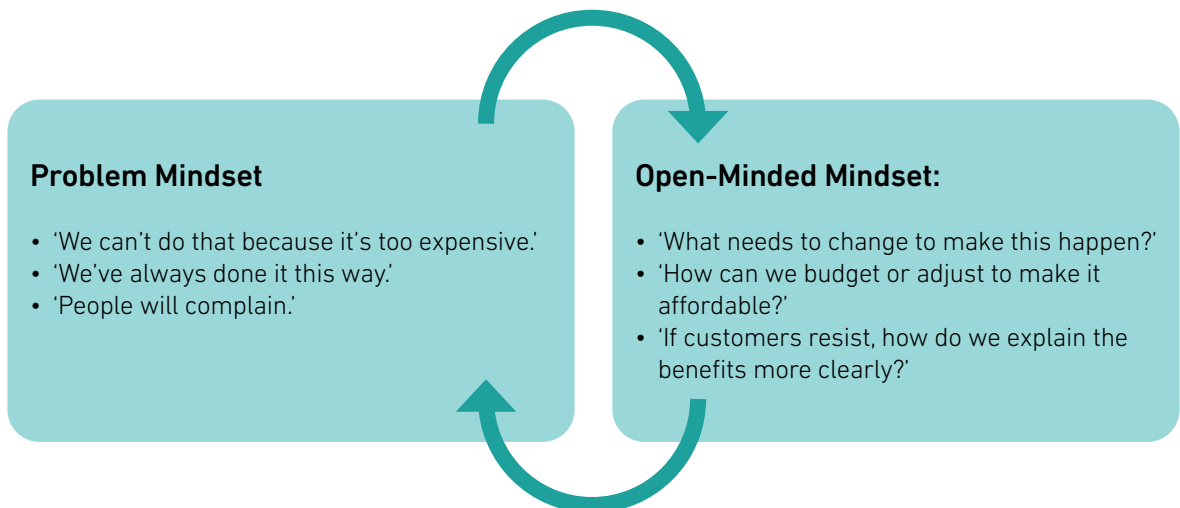 Problem Mindset
• ‘We can’t do that because it’s too expensive.’
• ‘We’ve always done it this way.’
• ‘People will complain.’
Open-Minded Mindset:
• ‘What needs to change to make this happen?’
• ‘How can we budget or adjust to make it
affordable?’
• ‘If customers resist, how do we explain the
benefits more clearly?’